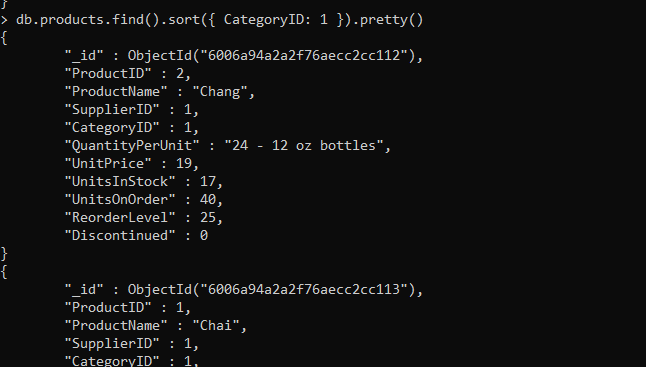 }
> db.products.find().sort({ CategoryID: 1 }).pretty()
{
"_id" : ObjectId("6006a94a2a2f76aecc2cc112"),
"ProductID" : 2,
"ProductName" : "Chang",
"SupplierID" : 1,
"CategoryID" : 1,
"QuantityPerUnit" : "24 - 12 oz bottles",
"UnitPrice" : 19,
"UnitsInStock" : 17,
"UnitsOnOrder" : 40,
"ReorderLevel" : 25,
"Discontinued" : 0
}
{
"_id" : ObjectId("6006a94a2a2f76aecc2cc113"),
"ProductID" : 1,
"ProductName" : "Chai",
"SupplierID" : 1,
"CategoryID" : 1,